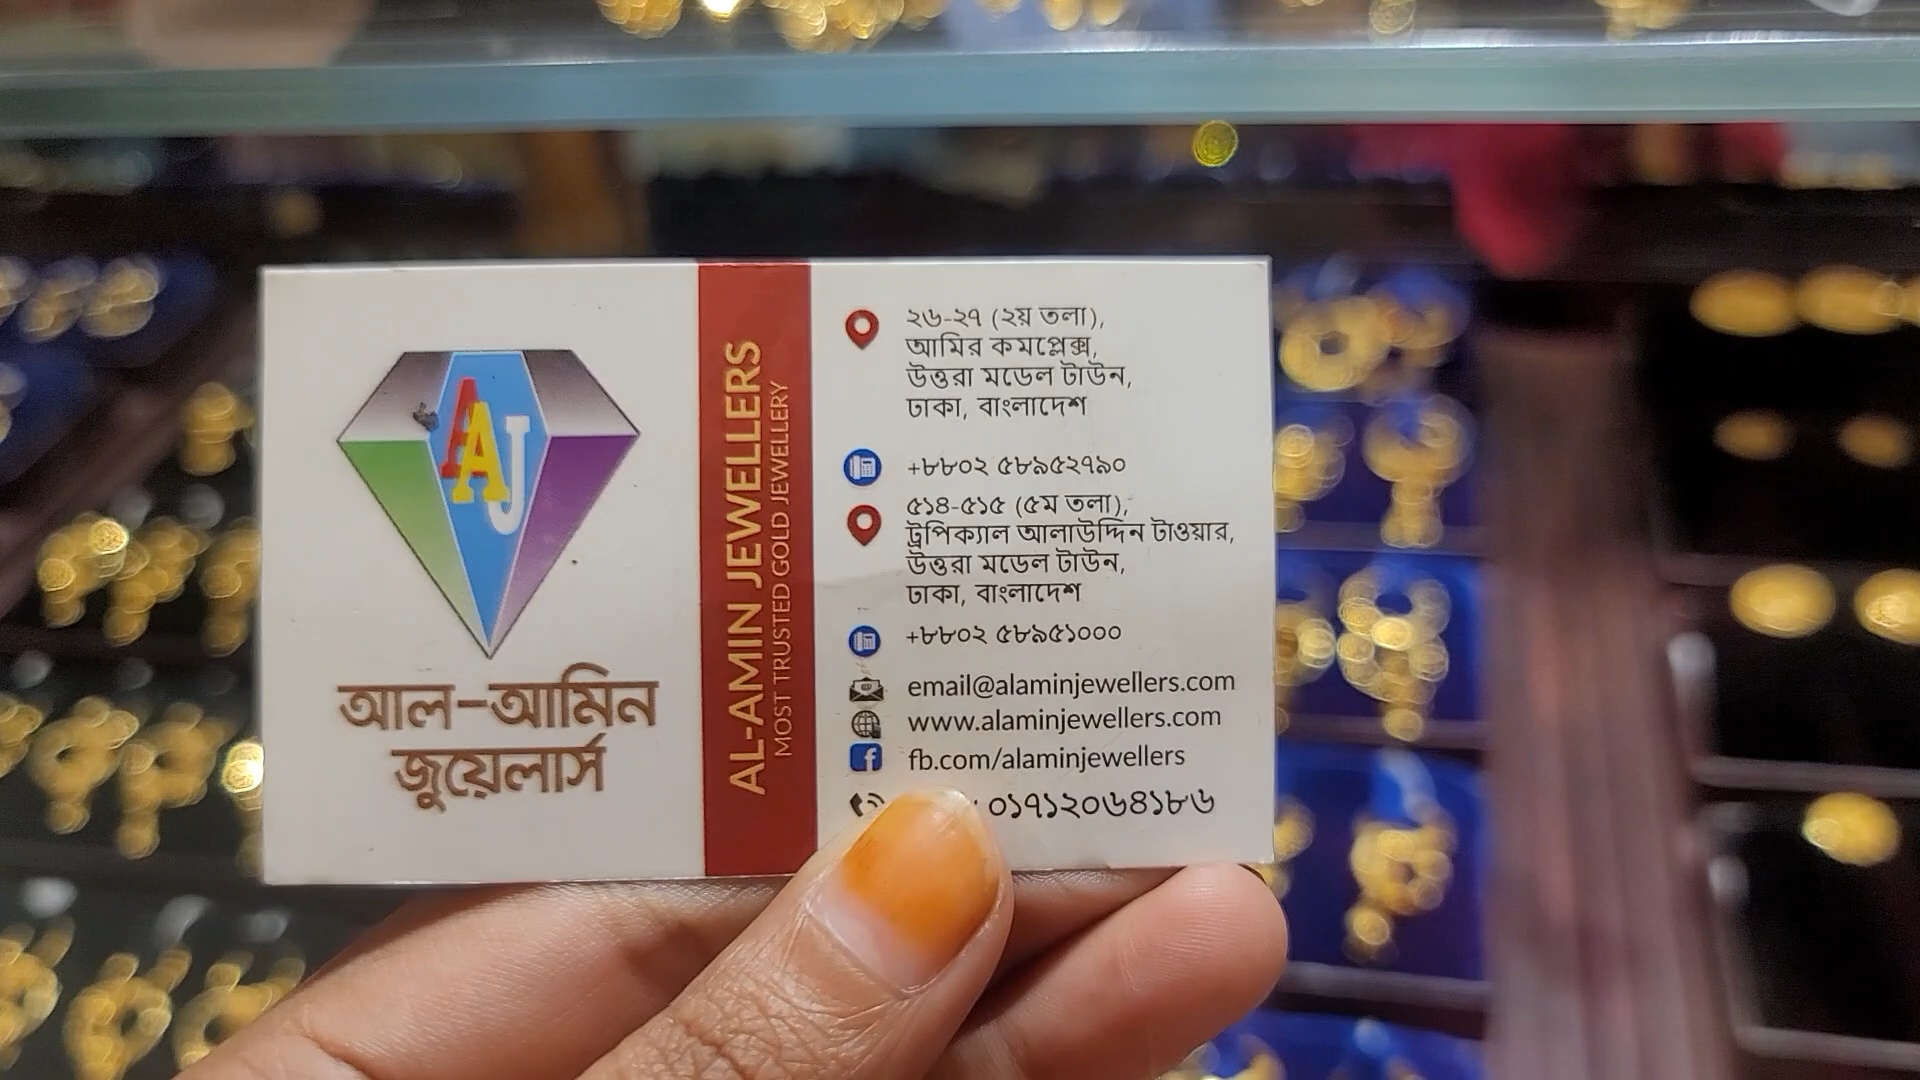 AAJ
আল-আমিন
জুয়েলার্স
AL-AMIN JEWELLERS
MOST TRUSTED GOLD JEWELLERY
২৬-২৭ (২য় তলা),
আমির কমপ্লেক্স,
উত্তরা মডেল টাউন,
ঢাকা, বাংলাদেশ
+৮৮০২ ৫৮৯৫২৭৯০
৫১৪-৫১৫ (৫ম তলা),
ট্রপিক্যাল আলাউদ্দিন টাওয়ার,
উত্তরা মডেল টাউন,
ঢাকা, বাংলাদেশ
+৮৮০২ ৫৮৯৫১০০০
email@alaminjewellers.com
www.alaminjewellers.com
fb.com/alaminjewellers
০১৭১২০৬৪১৮৬